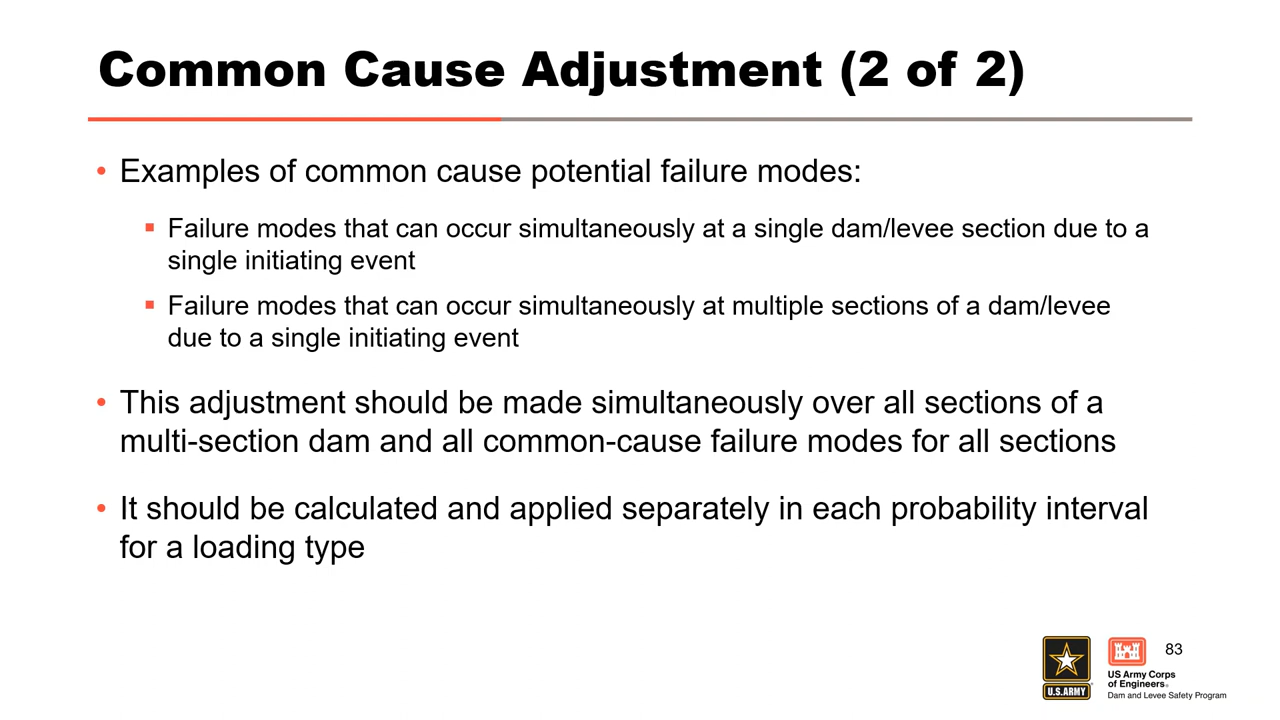 Common Cause Adjustment (2 of 2)
• Examples of common cause potential failure modes:
▪ Failure modes that can occur simultaneously at a single dam/levee section due to a
single initiating event
▪ Failure modes that can occur simultaneously at multiple sections of a dam/levee
due to a single initiating event
• This adjustment should be made simultaneously over all sections of a
multi-section dam and all common-cause failure modes for all sections
• It should be calculated and applied separately in each probability interval
for a loading type
U.S.ARMY
US Army Corps
of Engineers®
Dam and Levee Safety Program
83